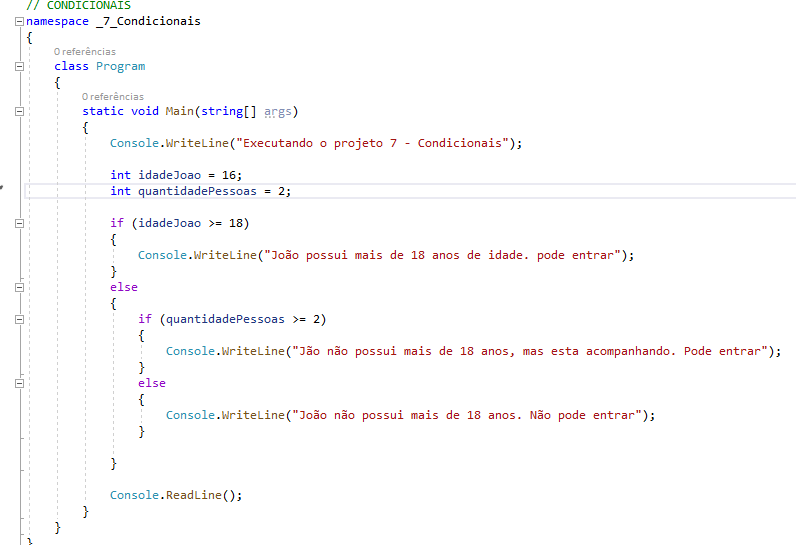 // CONDICIONAIS
namespace _7_Condicionais
{
0 referências
class Program
{
0 referências
static void Main(string[] args)
{
Console.WriteLine("Executando o projeto 7 - Condicionais");
int idadeJoao = 16;
int quantidadePessoas = 2;
if (idadeJoao >= 18)
{
Console.WriteLine("João possui mais de 18 anos de idade. pode entrar");
}
else
{
if (quantidadePessoas >= 2)
{
Console.WriteLine("Jão não possui mais de 18 anos, mas esta acompanhando. Pode entrar");
}
else
{
Console.WriteLine("João não possui mais de 18 anos. Não pode entrar");
}
}
Console.ReadLine();
}
}
}